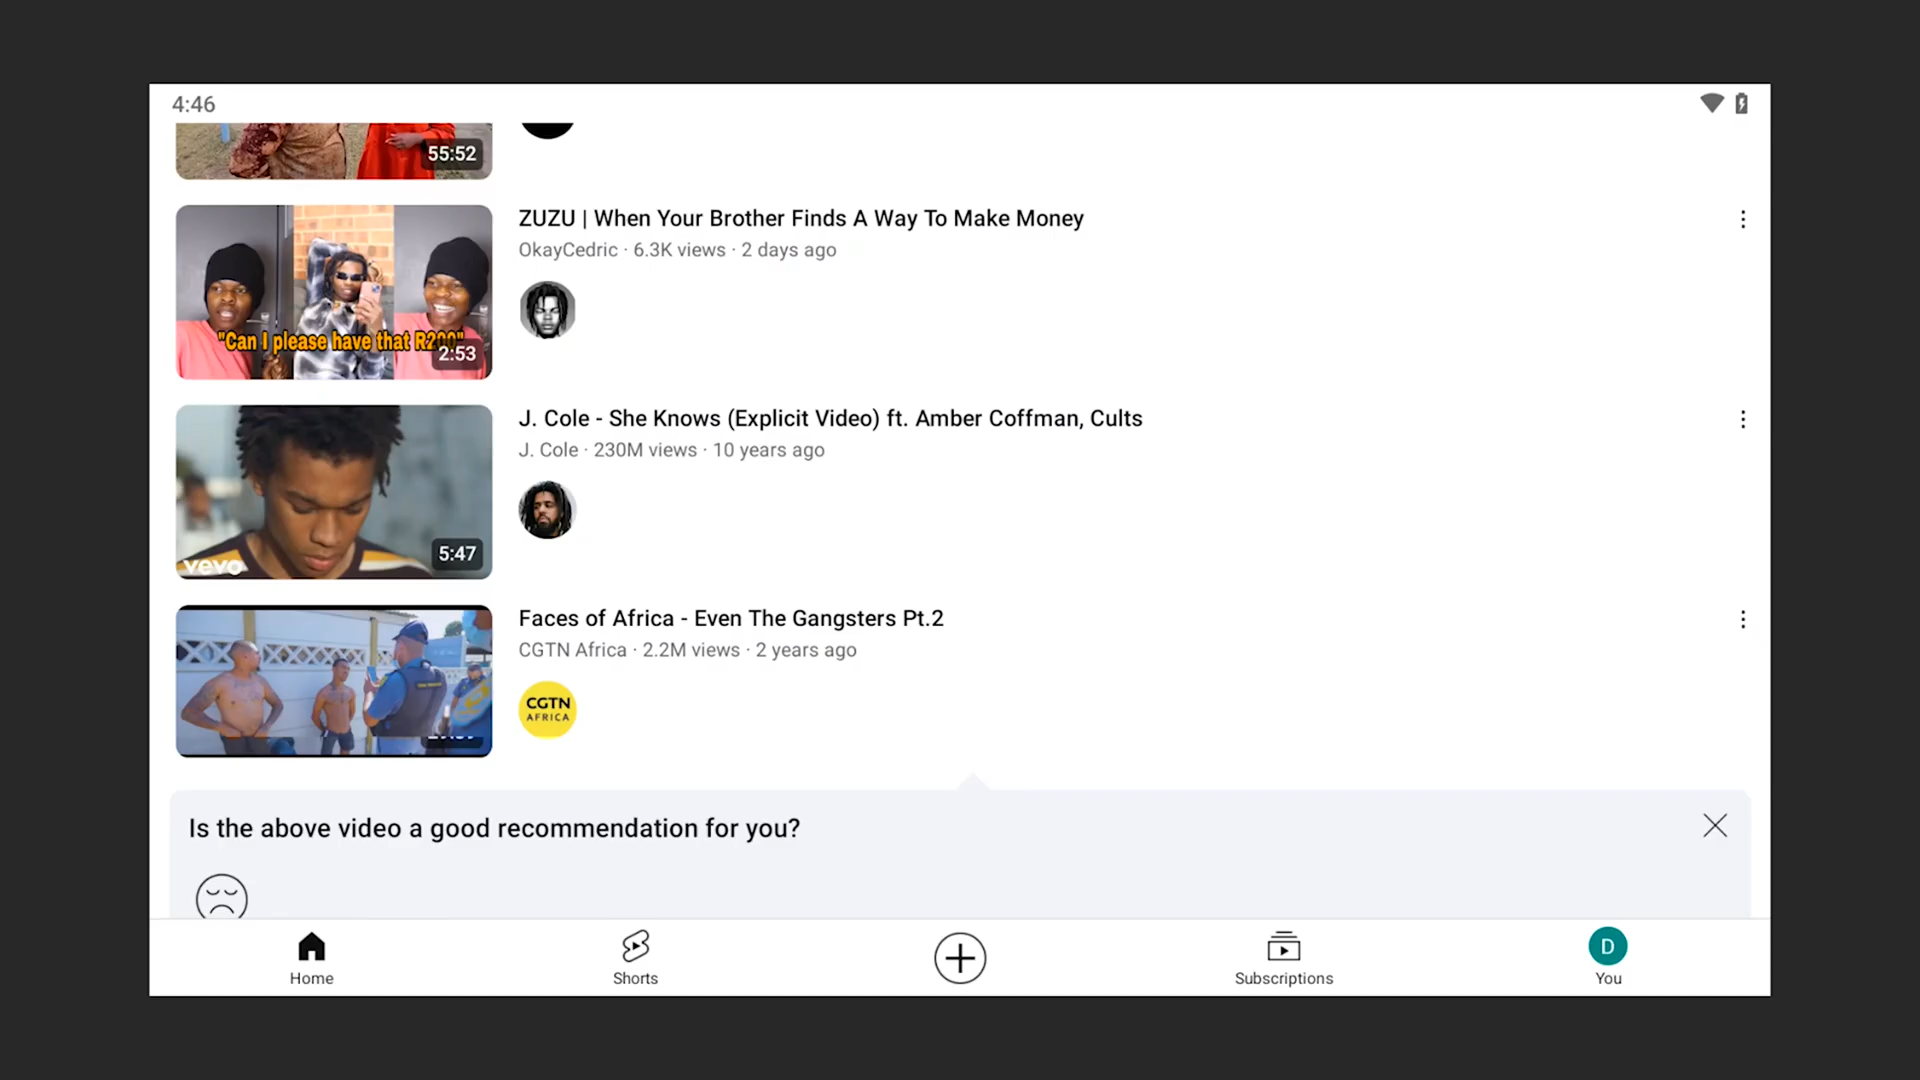 4:46
55:52
ZUZU | When Your Brother Finds A Way To Make Money
OkayCedric · 6.3K views · 2 days ago
"Can I please have that R200"
2:53
J. Cole - She Knows (Explicit Video) ft. Amber Coffman, Cults
J. Cole · 230M views · 10 years ago
5:47
vevo
Faces of Africa - Even The Gangsters Pt.2
CGTN Africa · 2.2M views · 2 years ago
CGTN
AFRICA
Is the above video a good recommendation for you?
Home
Shorts
Subscriptions
D
You